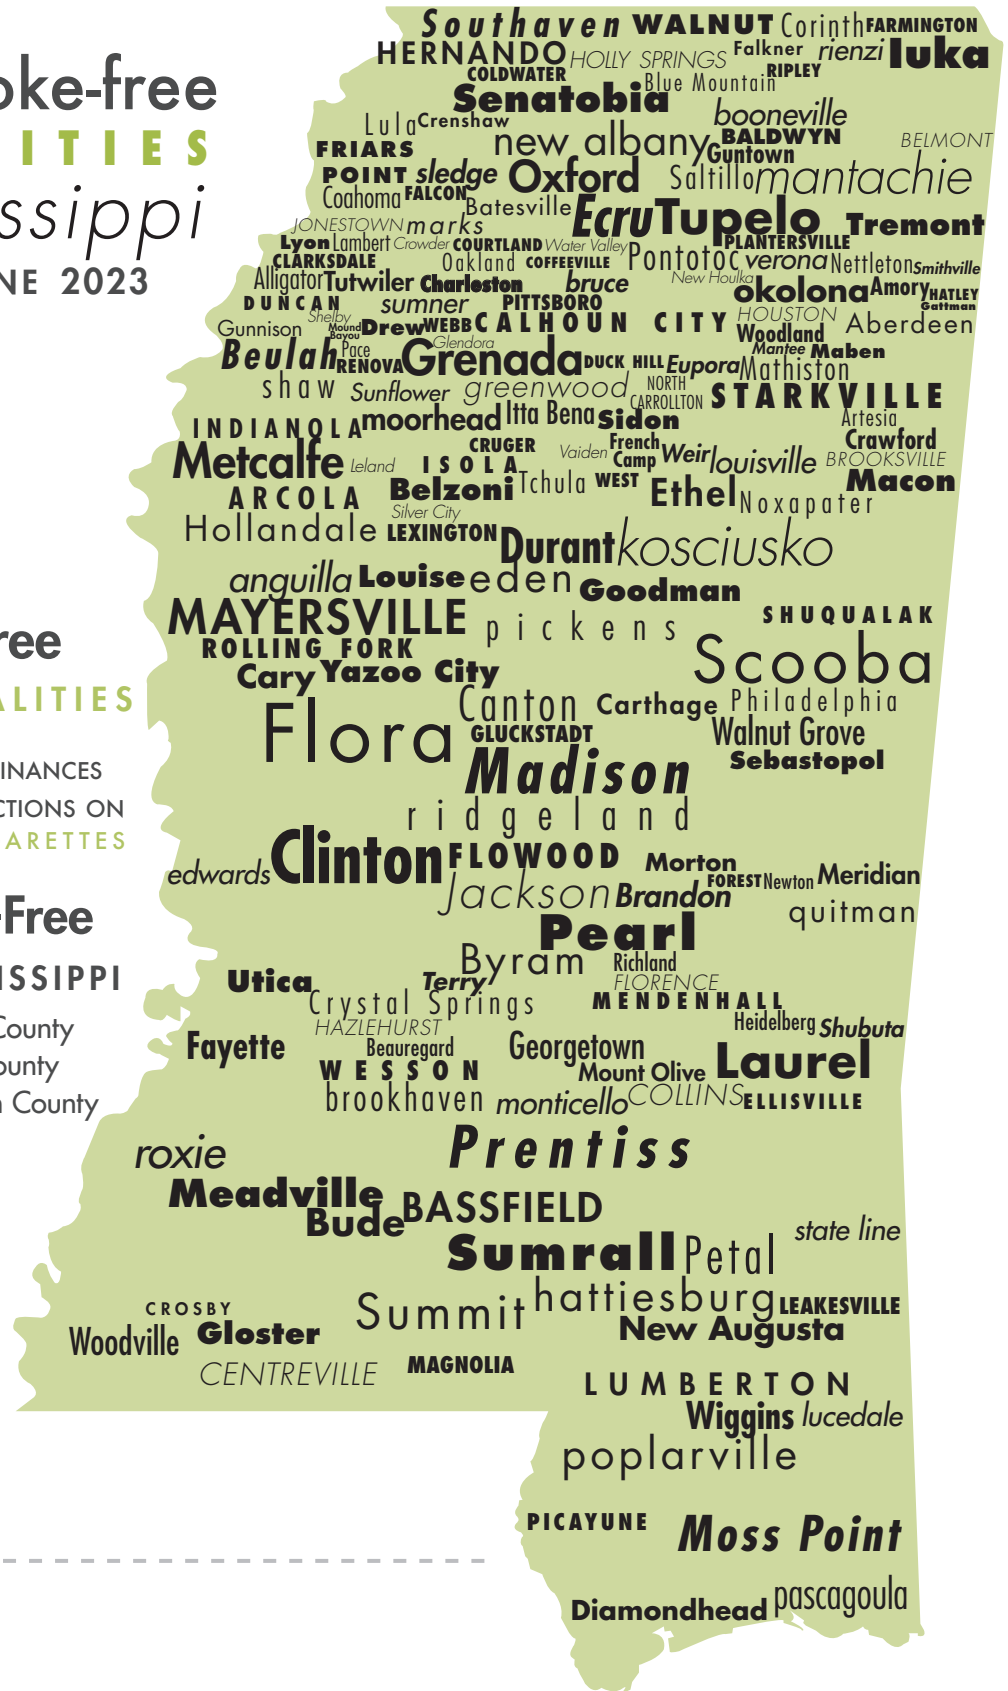 oke-free
ITIES
ssippi
NE 2023
ree
ALITIES
INANCES
CTIONS ON
ARETTES
-Free
ISSIPPI
County
ounty
n County
Southaven WALNUT Corinth FARMINGTON
HERNANDO HOLLY SPRINGS Falkner rienzi Iuka
COLDWATER Blue Mountain RIPLEY
Senatobia booneville
Lula Crenshaw new albany BALDWYN BELMONT
FRIARS POINT sledge Oxford Guntown
Saltillo mantachie
Coahoma FALCON Batesville Ecru Tupelo Tremont
JONESTOWN marks
Lyon Lambert Crowder COURTLAND Water Valley Pontotoc PLANTERSVILLE
CLARKSDALE Oakland COFFEEVILLE verona Nettleton Smithville
Alligator Tutwiler Charleston bruce New Houlka okolona Amory HATLEY
DUNCAN sumner PITTSBORO Gattman
Gunnison Shelby Mound Bayou Drew WEBB CALHOUN CITY HOUSTON Aberdeen
Woodland
Beulah Pace Glendora Grenada DUCK HILL Eupora Mantee Maben
RENOVA Mathiston
shaw Sunflower greenwood NORTH CARROLLTON STARKVILLE
INDIANOLA moorhead Itta Bena Sidon Artesia
CRUGER Vaiden French Camp Weir louisville Crawford
Metcalfe Leland ISOLA BROOKSVILLE
ARCOLA Belzoni Tchula WEST Ethel Noxapater Macon
Silver City
Hollandale LEXINGTON Durant kosciusko
anguilla Louise eden Goodman
MAYERSVILLE pickens SHUQUALAK
ROLLING FORK Scooba
Cary Yazoo City
Flora Canton Carthage Philadelphia
GLUCKSTADT Walnut Grove
Madison Sebastopol
ridgeland
edwards Clinton FLOWOOD Morton
Jackson Brandon FOREST Newton Meridian
Pearl quitman
Byram Richland
Utica Terry FLORENCE
Crystal Springs MENDENHALL
HAZLEHURST Heidelberg Shubuta
Fayette Beauregard Georgetown Laurel
WESSON Mount Olive
brookhaven monticello COLLINS ELLISVILLE
roxie Prentiss
Meadville BASSFIELD
Bude state line
Sumrall Petal
CROSBY Summit hattiesburg LEAKESVILLE
Woodville Gloster New Augusta
CENTREVILLE MAGNOLIA
LUMBERTON
Wiggins lucedale
poplarville
PICAYUNE Moss Point
Diamondhead pascagoula